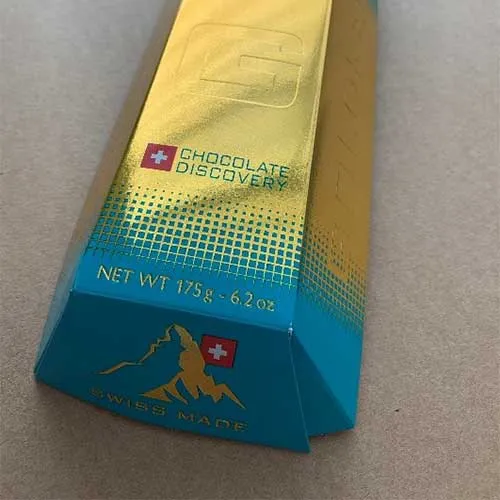 CHOCOLATE
DISCOVERY
NET WT 175g - 6.2 oz
SWISS MADE